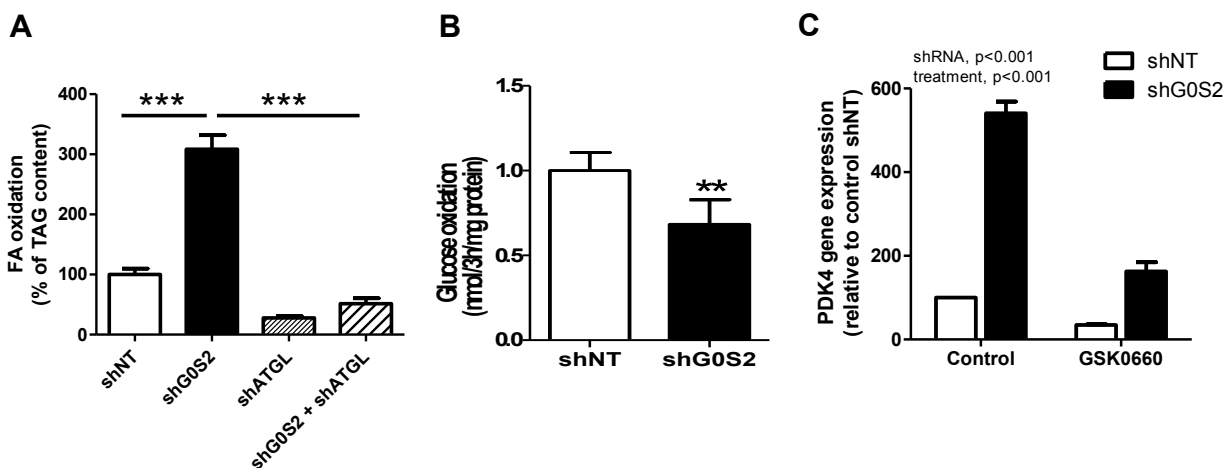 A
FA oxidation
(% of TAG content)
400
300
200
100
0
***
***
shNT
shG0S2
shATGL
shG0S2 + shATGL
B
Glucose oxidation
(nmol/3h/mg protein)
1.5
1.0
0.5
0.0
**
shNT
shG0S2
C
shRNA, p<0.001
treatment, p<0.001
shNT
shG0S2
PDK4 gene expression
(relative to control shNT)
600
400
200
0
Control
GSK0660